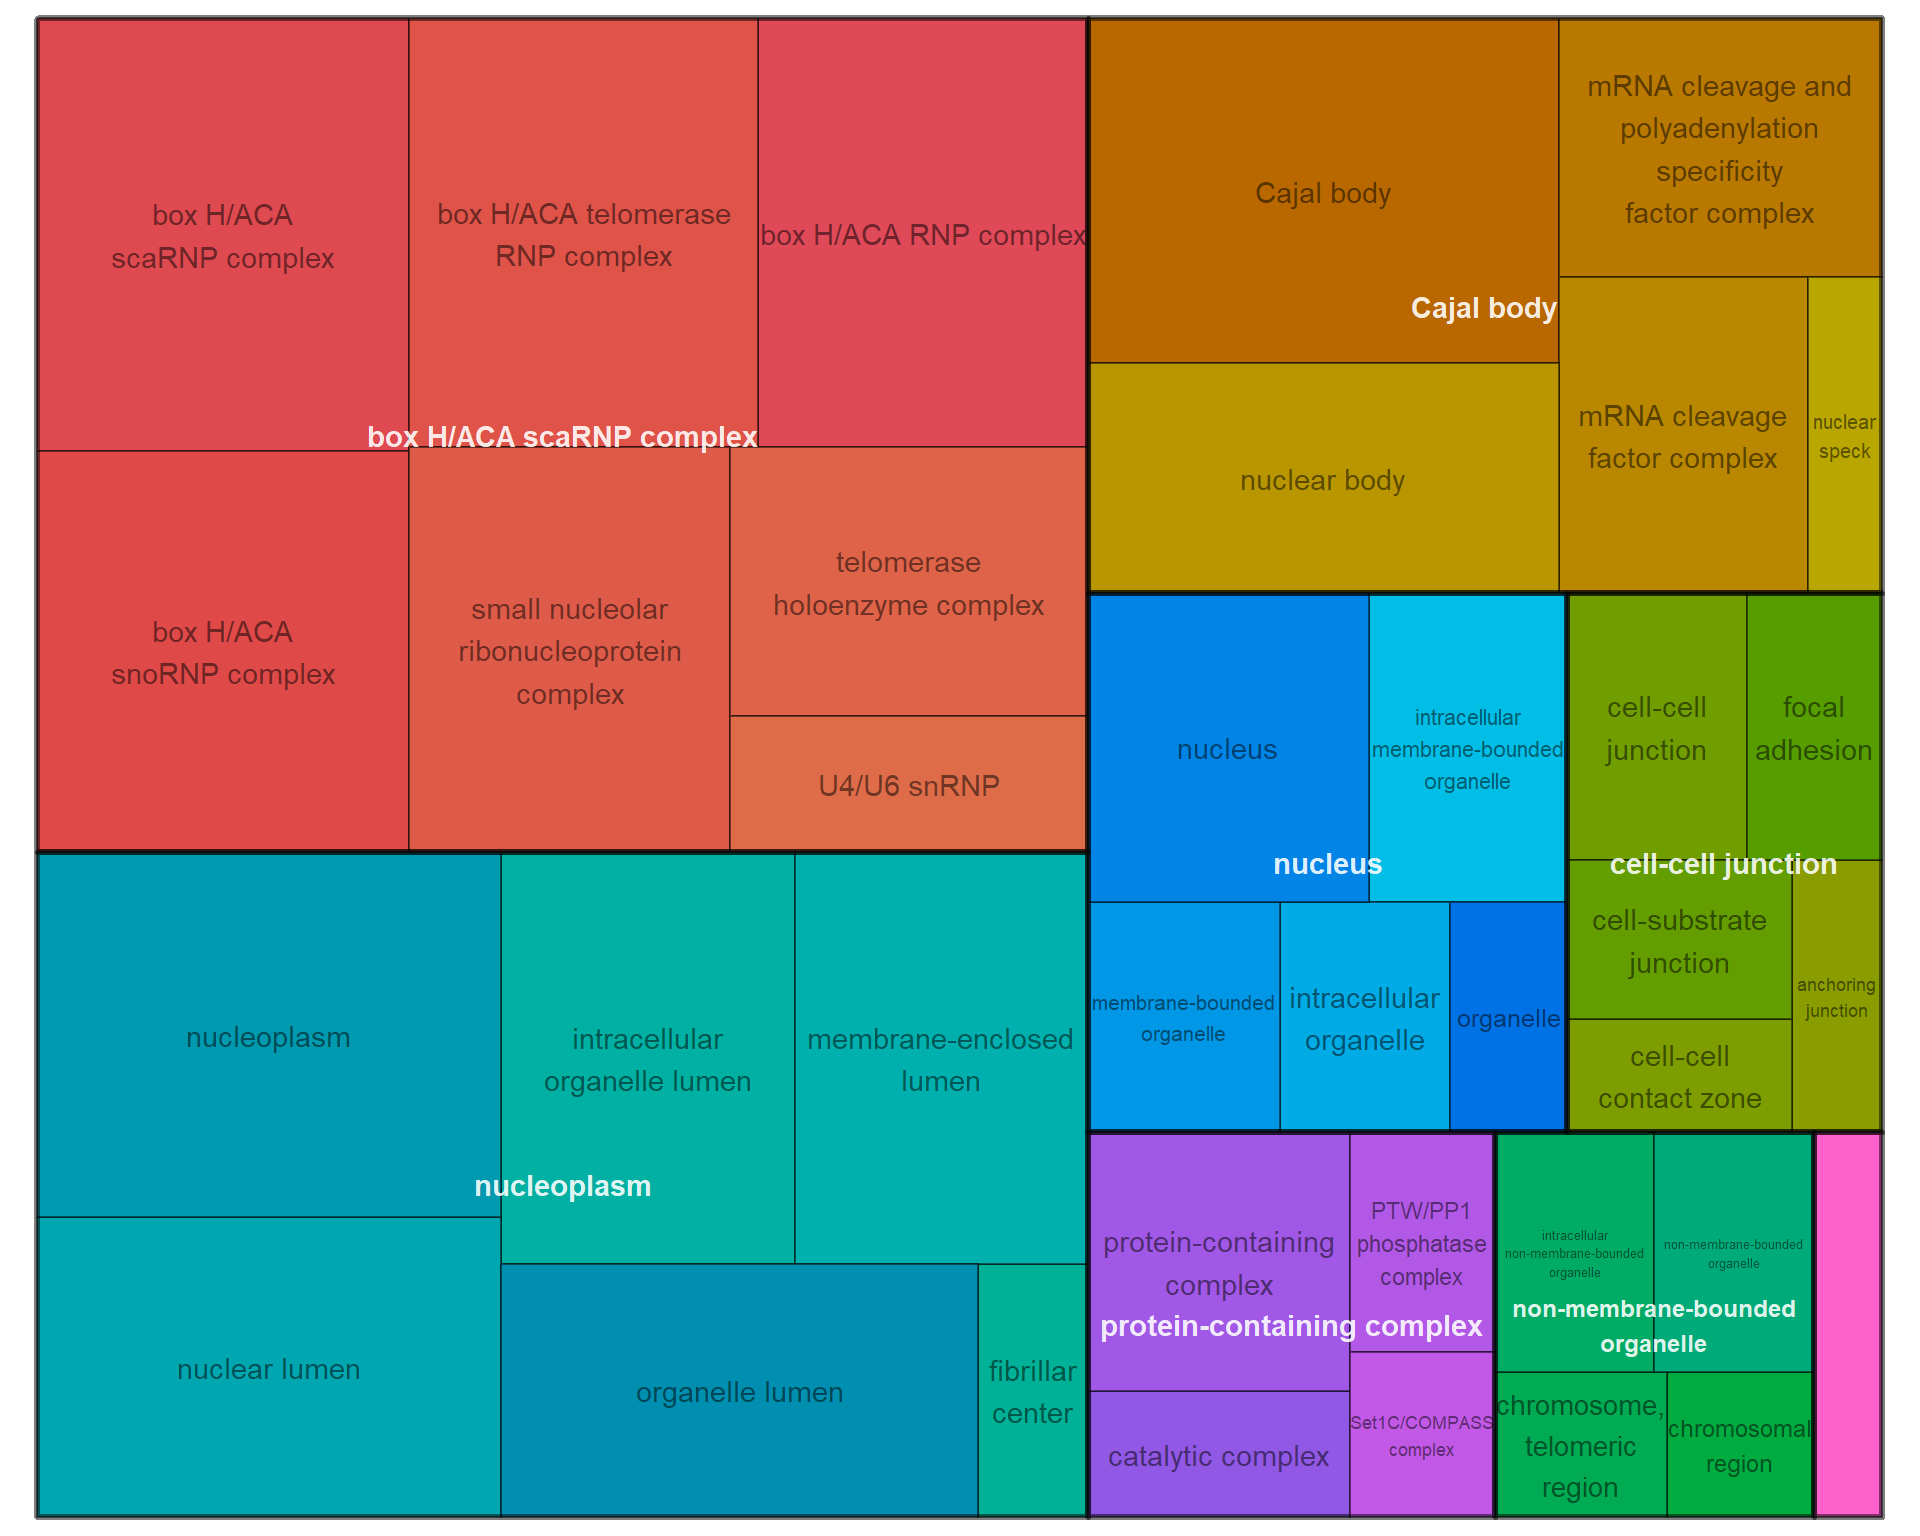 box H/ACA
scaRNP complex
box H/ACA telomerase
RNP complex
box H/ACA RNP complex
box H/ACA scaRNP complex
box H/ACA
snoRNP complex
small nucleolar
ribonucleoprotein
complex
telomerase
holoenzyme complex
U4/U6 snRNP
Cajal body
mRNA cleavage and
polyadenylation
specificity
factor complex
Cajal body
nuclear body
mRNA cleavage
factor complex
nuclear
speck
nucleus
intracellular
membrane-bounded
organelle
nucleus
membrane-bounded
organelle
intracellular
organelle
organelle
cell-cell
junction
focal
adhesion
cell-cell junction
cell-substrate
junction
anchoring
junction
cell-cell
contact zone
nucleoplasm
intracellular
organelle lumen
membrane-enclosed
lumen
nucleoplasm
nuclear lumen
organelle lumen
fibrillar
center
protein-containing
complex
PTW/PP1
phosphatase
complex
protein-containing complex
catalytic complex
Set1C/COMPASS
complex
intracellular
non-membrane-bounded
organelle
non-membrane-bounded
organelle
non-membrane-bounded
organelle
chromosome,
telomeric
region
chromosomal
region